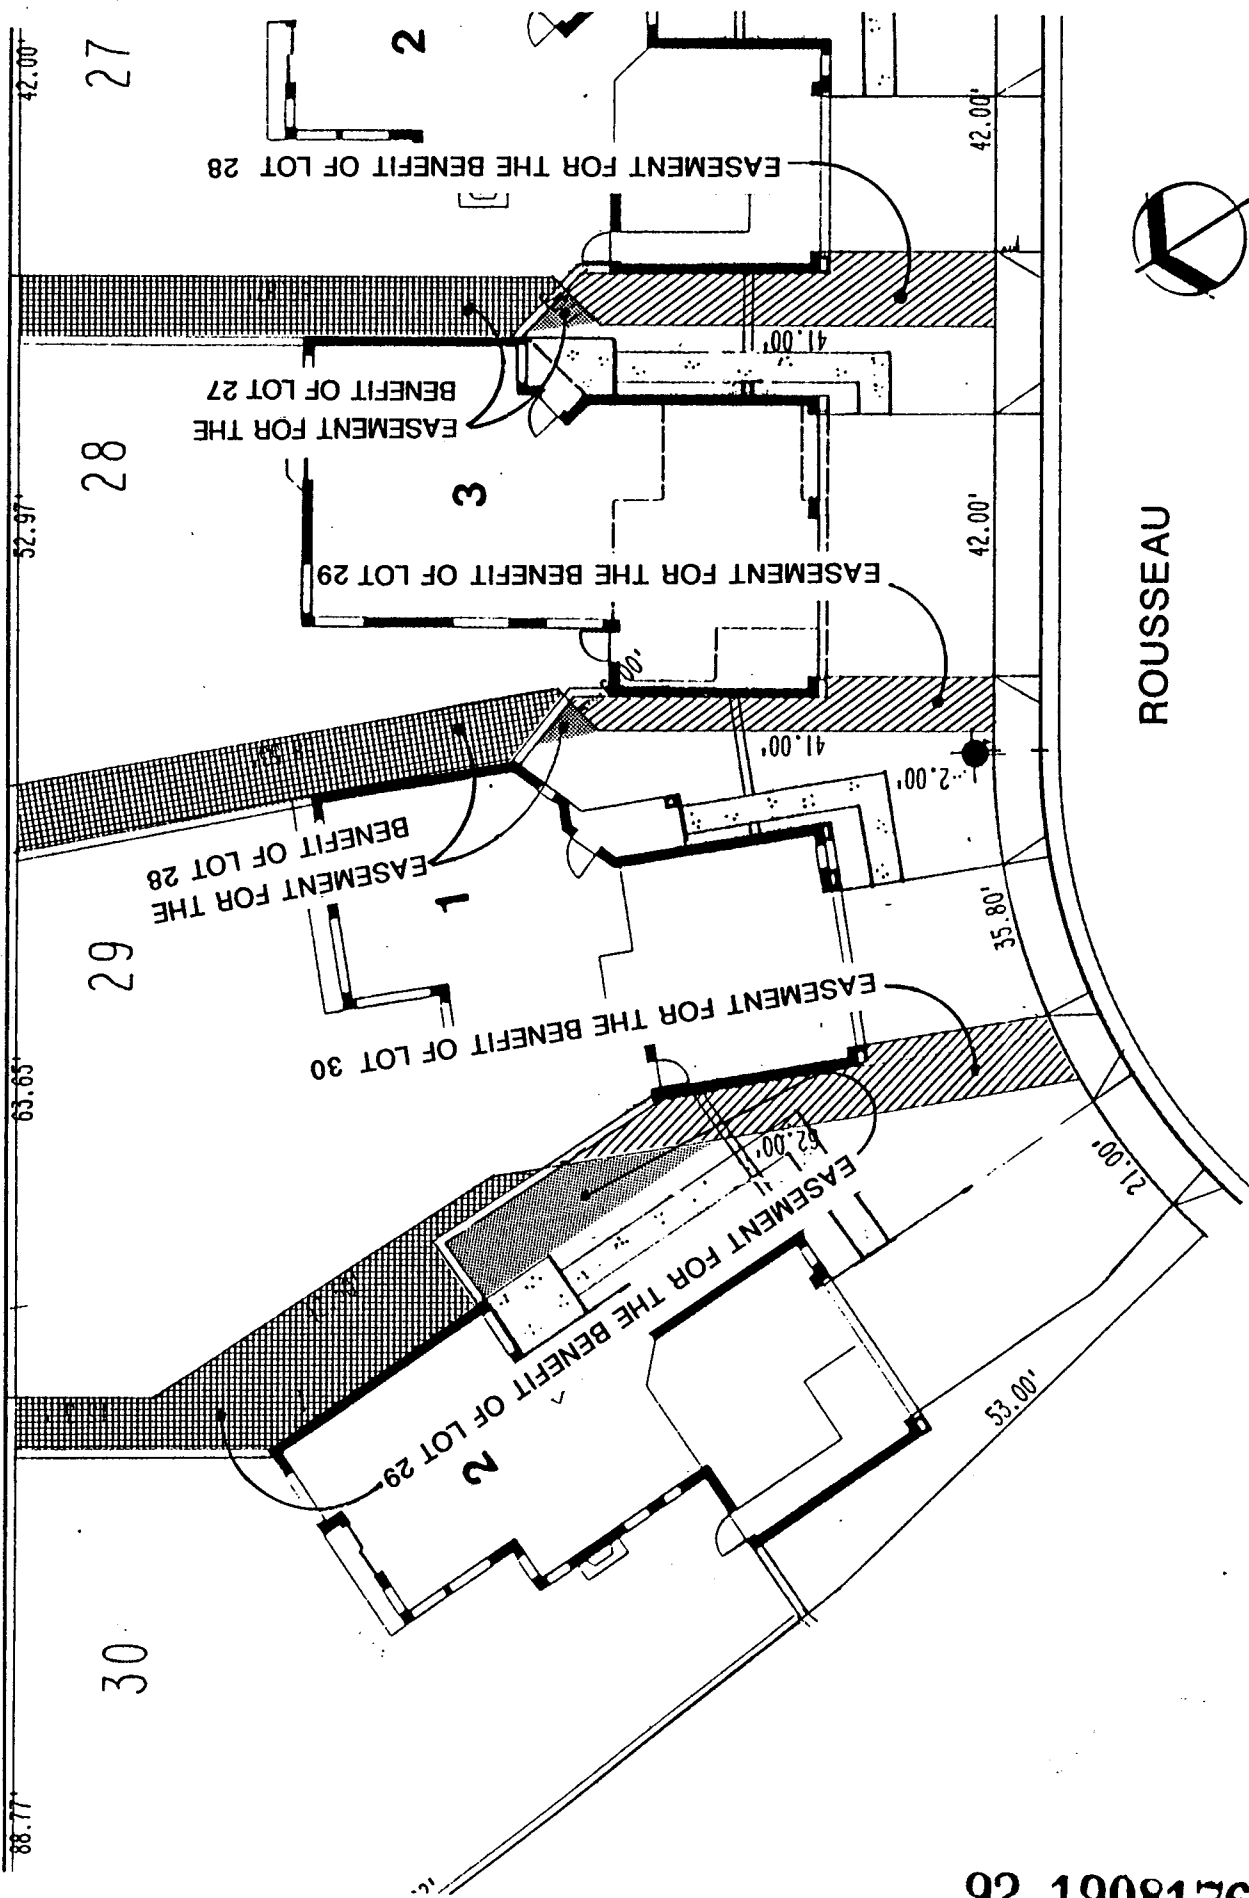 42.00'
27
2
EASEMENT FOR THE BENEFIT OF LOT 28
42.00'
41.00'
EASEMENT FOR THE
BENEFIT OF LOT 27
28
52.97'
3
42.00'
EASEMENT FOR THE BENEFIT OF LOT 29
ROUSSEAU
41.00'
2.00'
EASEMENT FOR THE
BENEFIT OF LOT 28
1
29
35.80'
EASEMENT FOR THE BENEFIT OF LOT 30
63.65'
62.00'
21.00'
EASEMENT FOR THE BENEFIT OF LOT 29
2
53.00'
30
88.77'